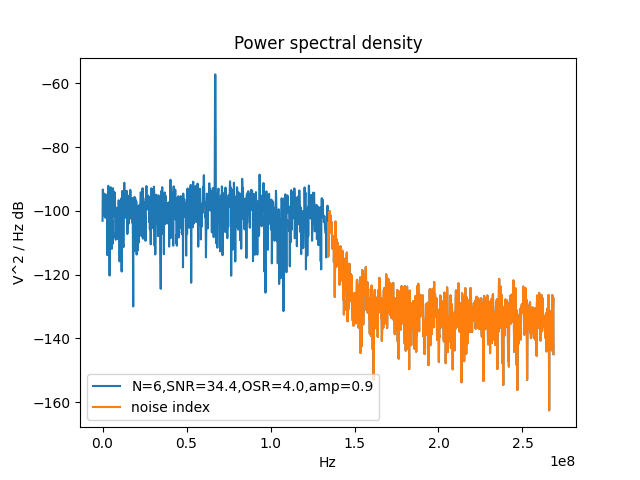 Power spectral density
V^2 / Hz dB
−60
−80
−100
−120
−140
−160
N=6,SNR=34.4,OSR=4.0,amp=0.9
noise index
0.0 0.5 1.0 1.5 2.0 2.5
1e8
Hz